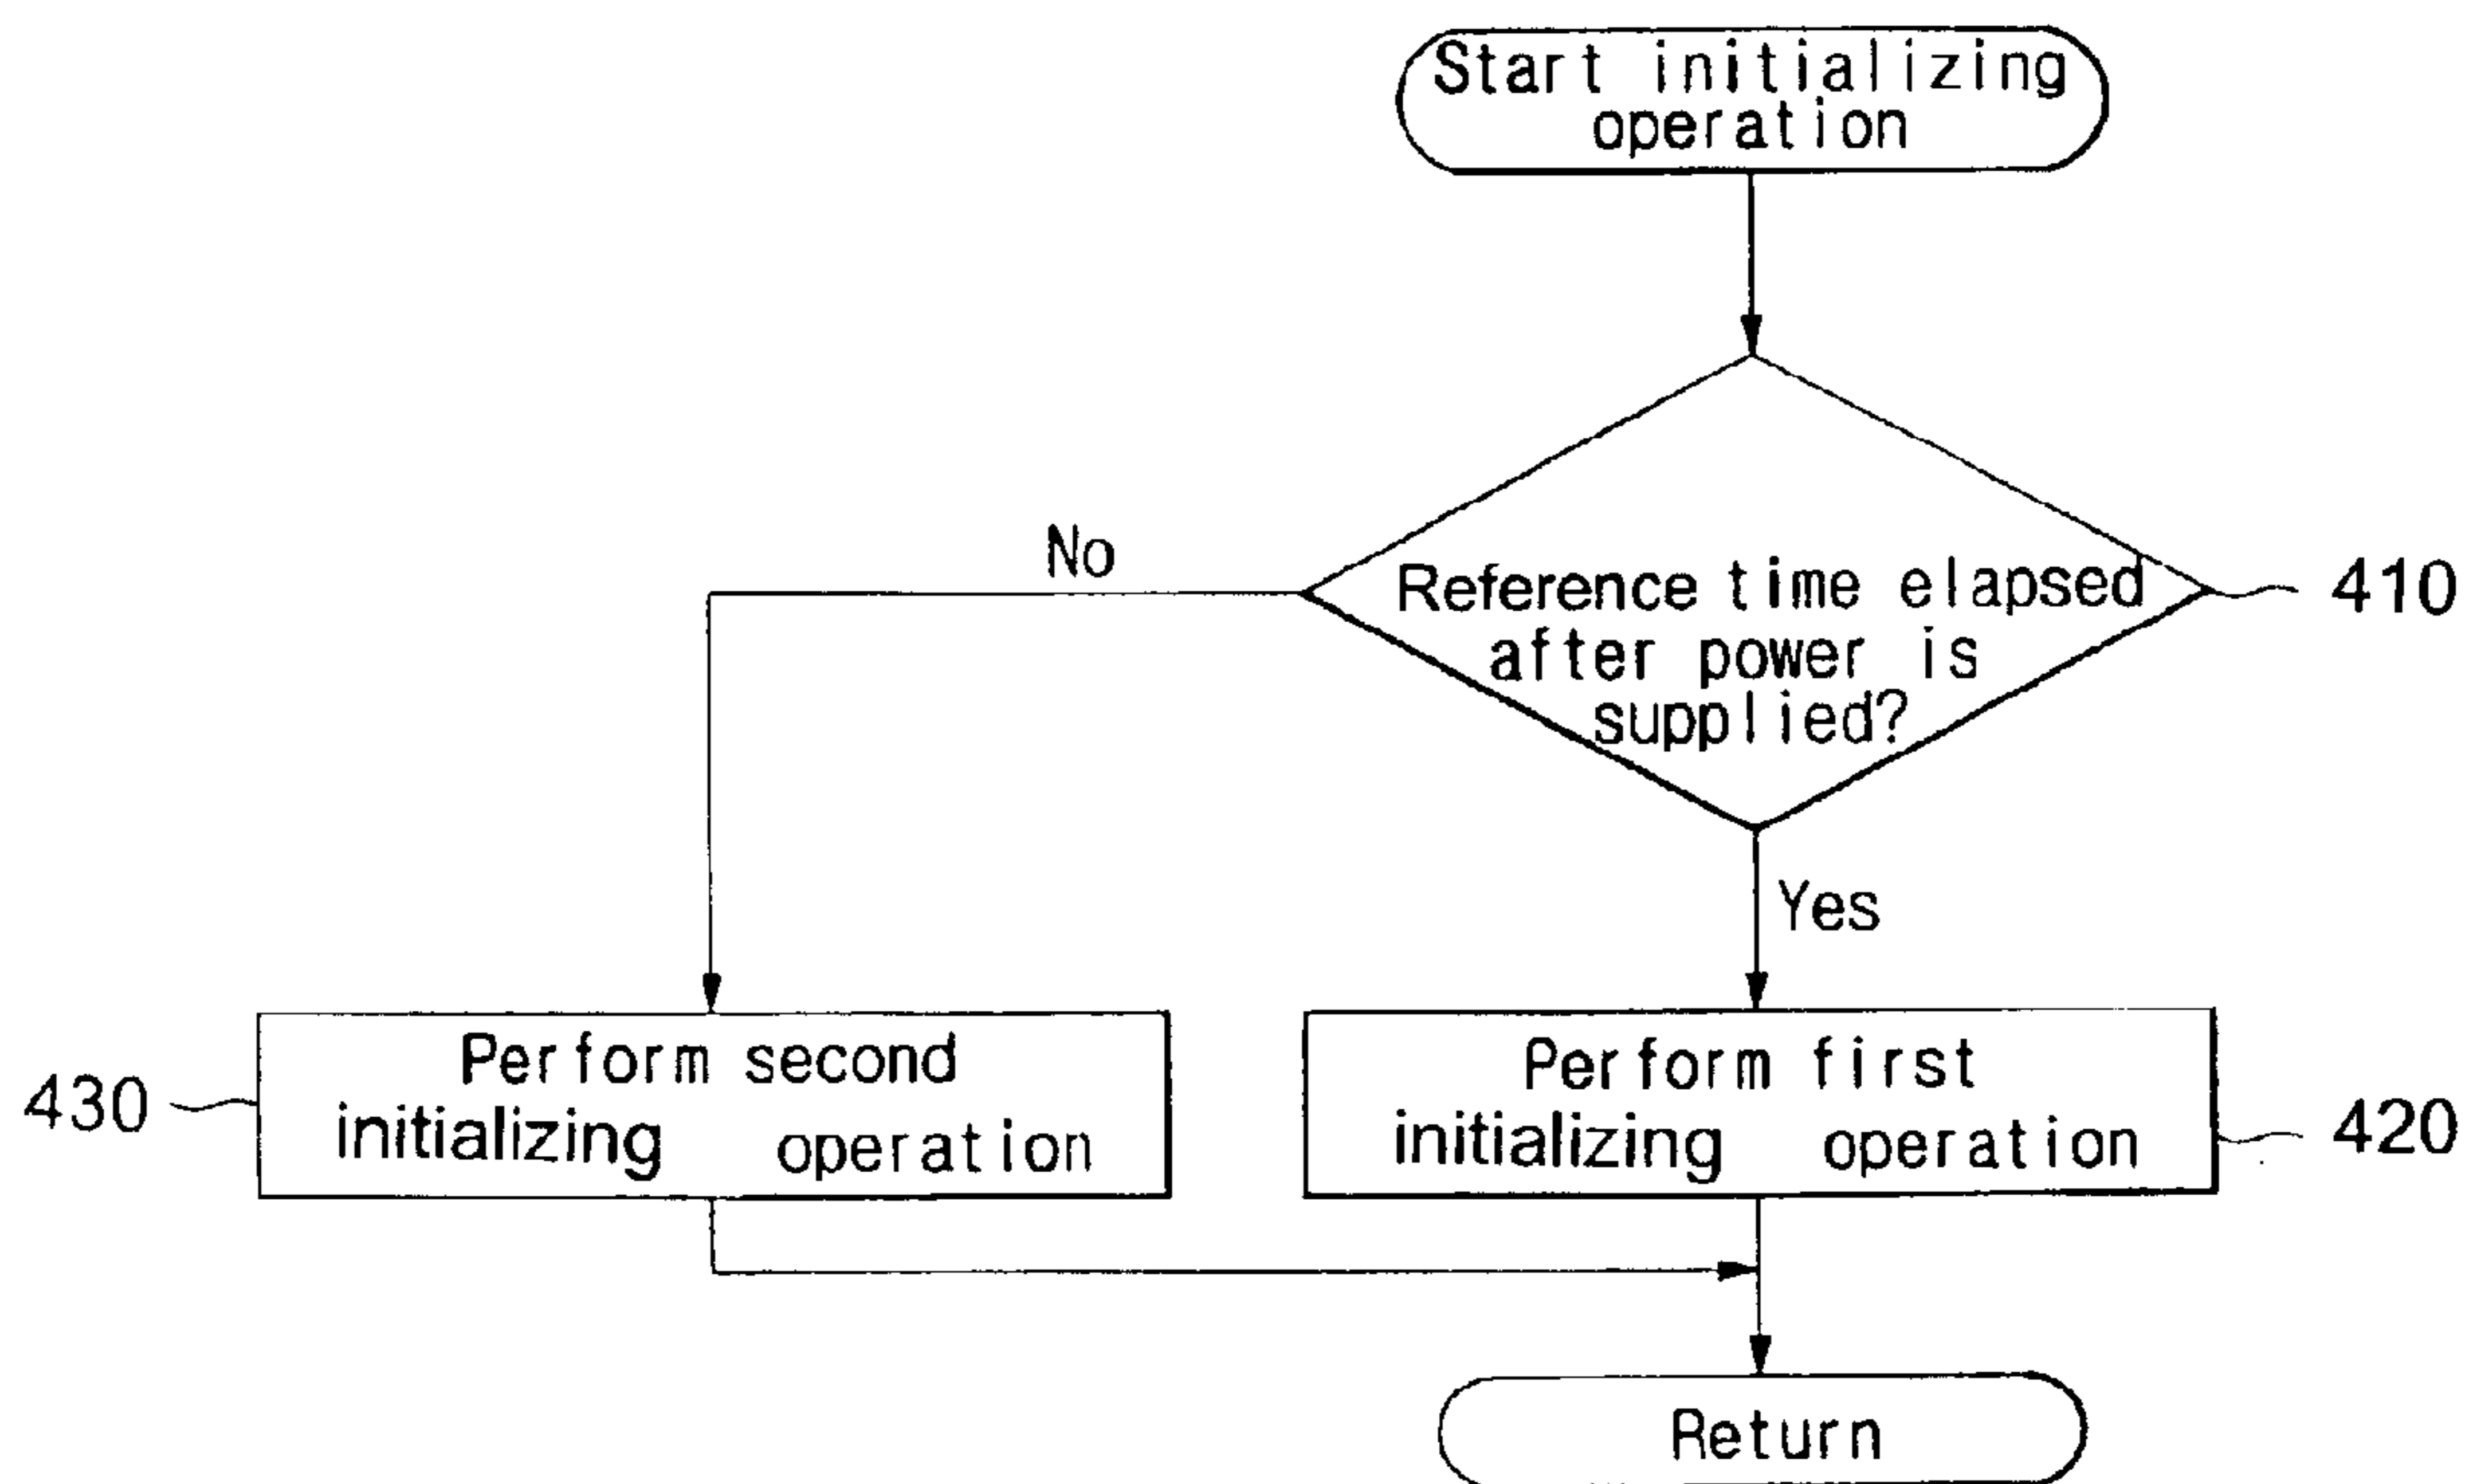 Start initializing
operation
No
Reference time elapsed
after power is
supplied?
410
Yes
Perform second
initializing operation
430
Perform first
initializing operation
420
Return